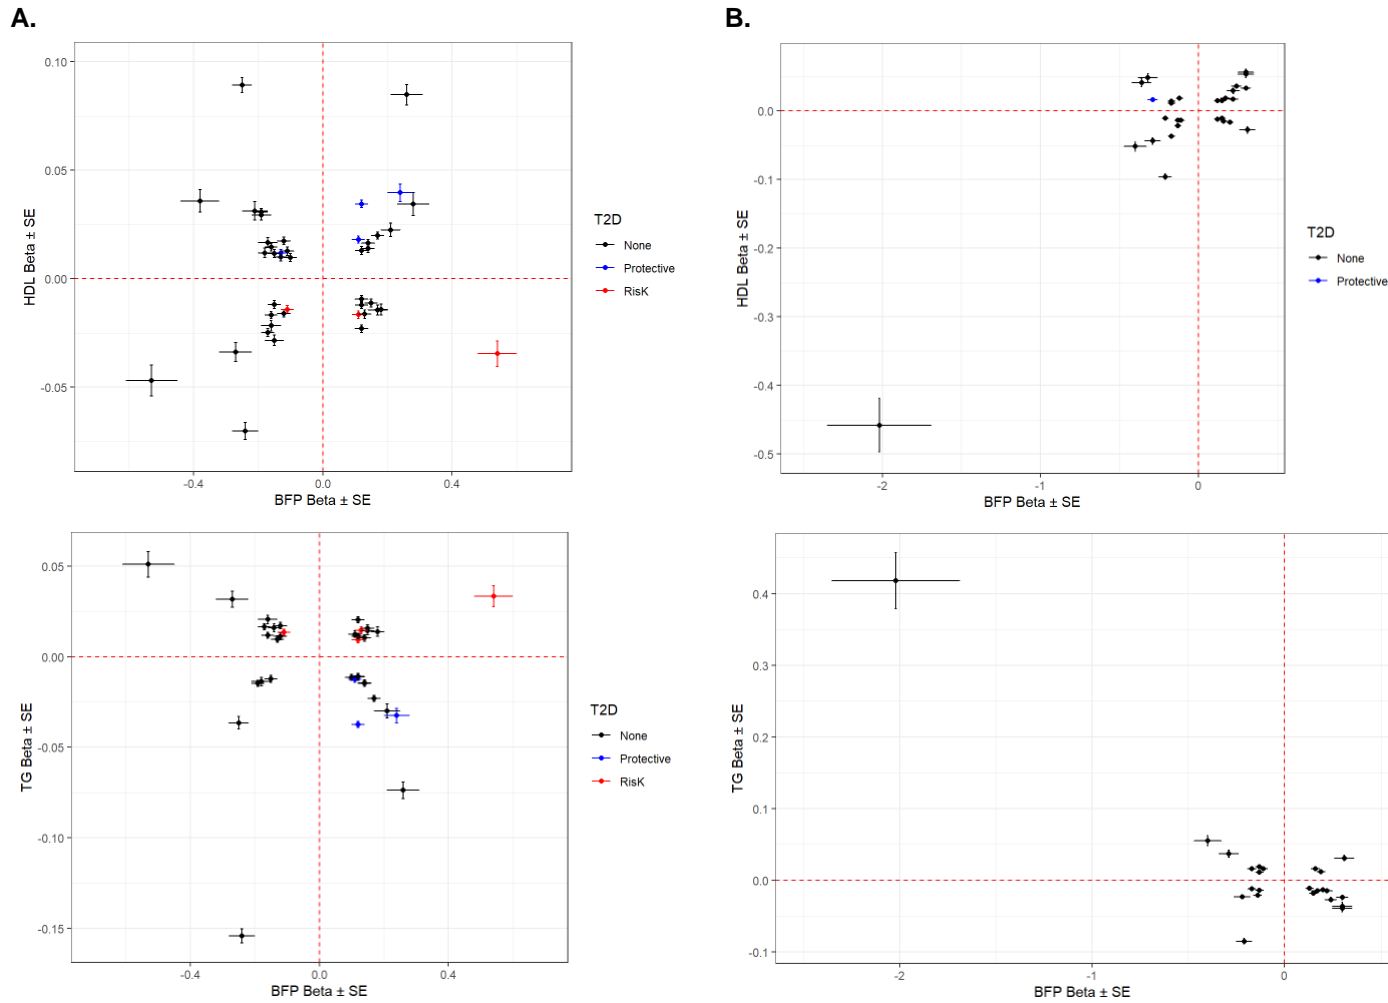 A.
B.
0.10
0.05
0.00
-0.05
HDL Beta ± SE
-0.4
0.0
0.4
BFP Beta ± SE
T2D
None
Protective
RisK
0.0
-0.1
-0.2
-0.3
-0.4
-0.5
HDL Beta ± SE
-2
-1
0
BFP Beta ± SE
T2D
None
Protective
0.05
0.00
-0.05
-0.10
-0.15
TG Beta ± SE
-0.4
0.0
0.4
BFP Beta ± SE
T2D
None
Protective
RisK
0.4
0.3
0.2
0.1
0.0
-0.1
TG Beta ± SE
-2
-1
0
BFP Beta ± SE